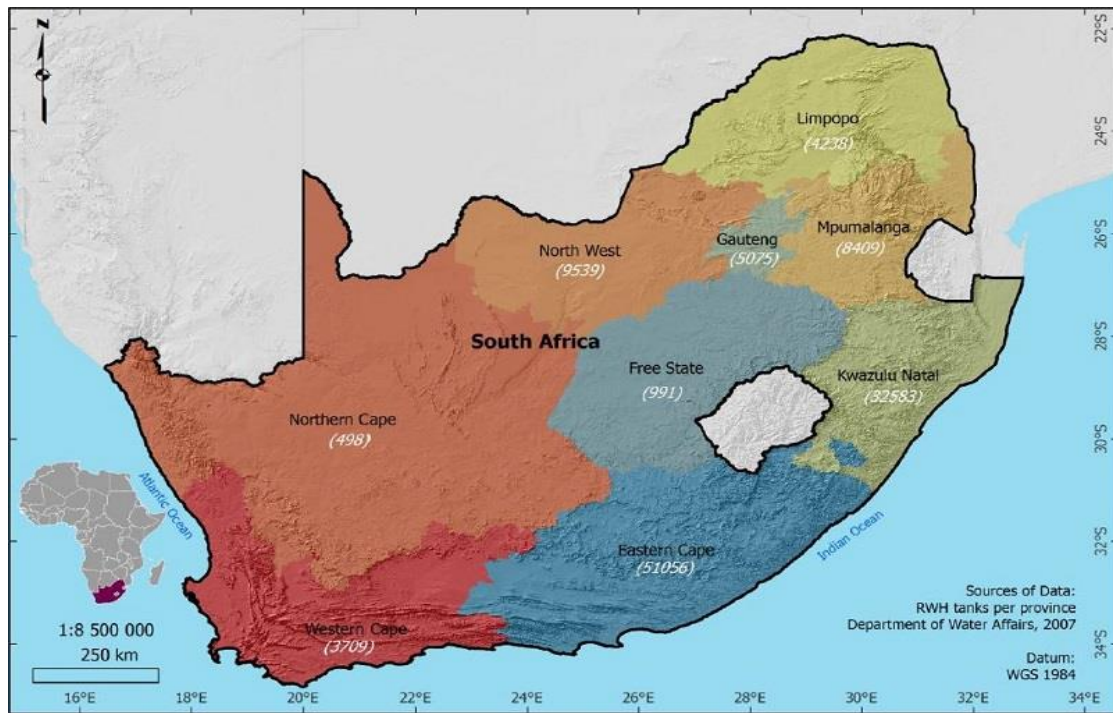 N
22°S
24°S
26°S
28°S
30°S
32°S
34°S
Limpopo
(4238)
North West
(9539)
Gauteng
(5075)
Mpumalanga
(8409)
South Africa
Free State
(991)
Kwazulu Natal
(32583)
Northern Cape
(498)
Atlantic Ocean
Indian Ocean
Eastern Cape
(51056)
Western Cape
(3709)
1:8 500 000
250 km
Sources of Data:
RWH tanks per province
Department of Water Affairs, 2007
Datum:
WGS 1984
16°E 18°E 20°E 22°E 24°E 26°E 28°E 30°E 32°E 34°E